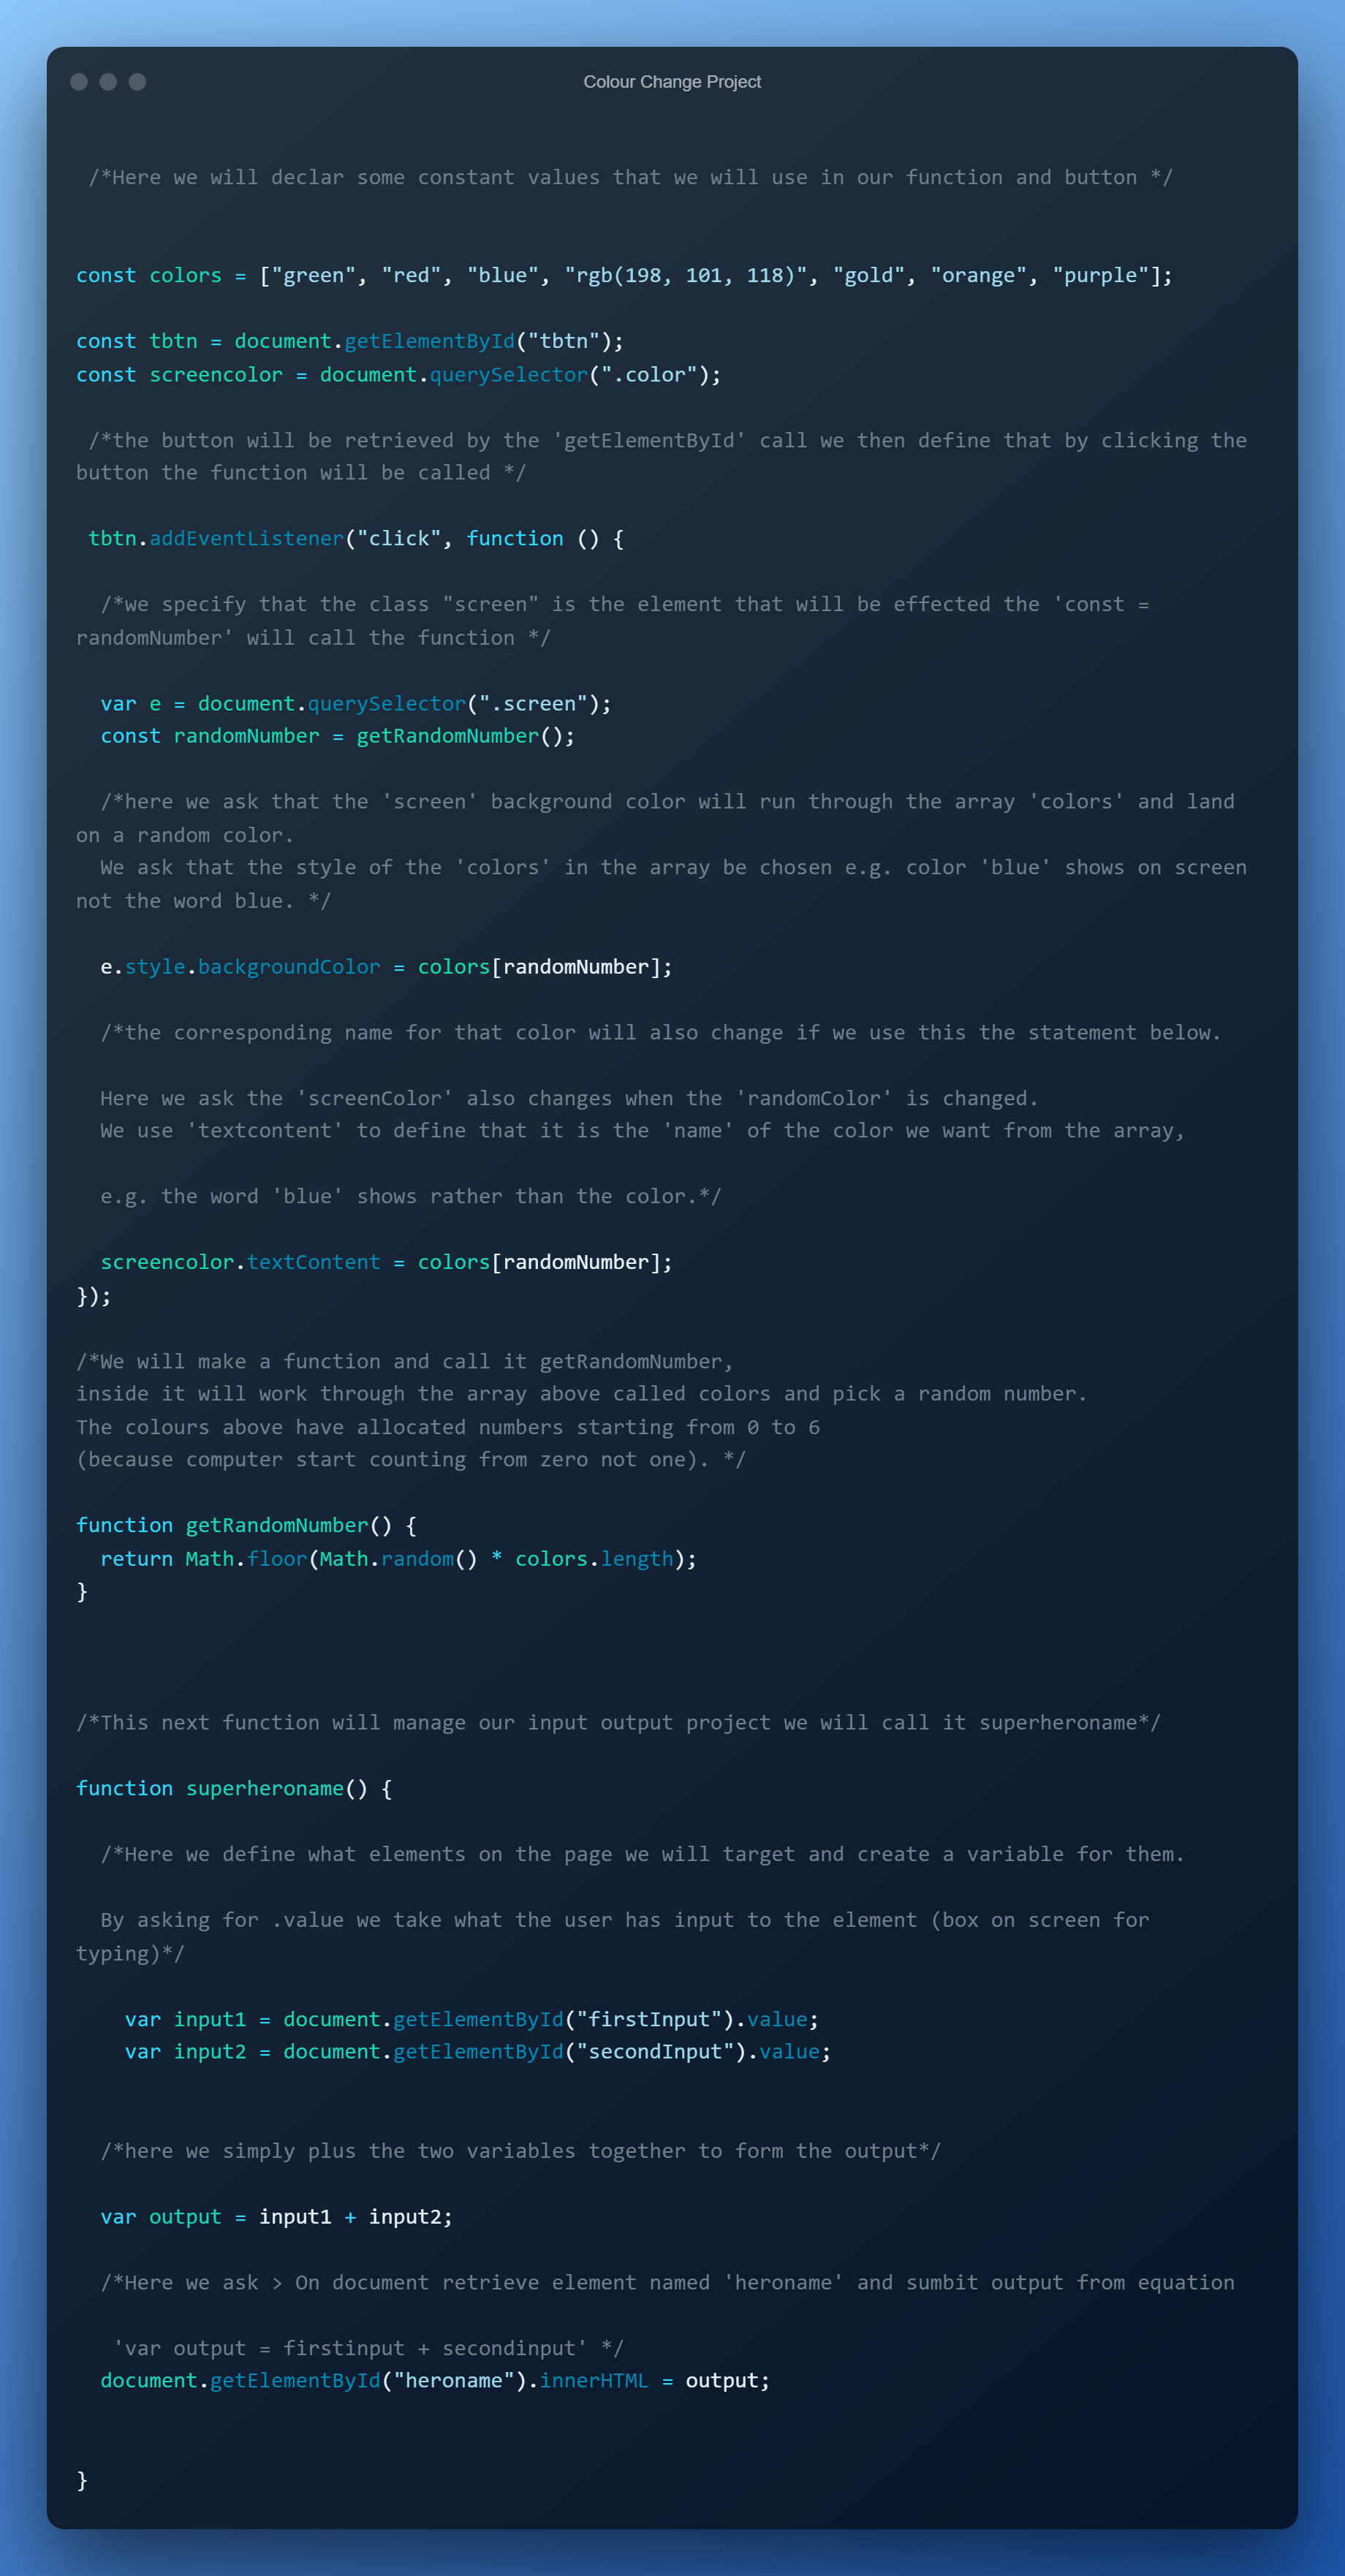 Colour Change Project
/*Here we will declar some constant values that we will use in our function and button */
const colors = ["green", "red", "blue", "rgb(198, 101, 118)", "gold", "orange", "purple"];
const tbtn = document.getElementById("tbtn");
const screencolor = document.querySelector(".color");
/*the button will be retrieved by the 'getElementById' call we then define that by clicking the
button the function will be called */
tbtn.addEventListener("click", function () {
/*we specify that the class "screen" is the element that will be effected the 'const =
randomNumber' will call the function */
var e = document.querySelector(".screen");
const randomNumber = getRandomNumber();
/*here we ask that the 'screen' background color will run through the array 'colors' and land
on a random color.
We ask that the style of the 'colors' in the array be chosen e.g. color 'blue' shows on screen
not the word blue. */
e.style.backgroundColor = colors[randomNumber];
/*the corresponding name for that color will also change if we use this the statement below.
Here we ask the 'screenColor' also changes when the 'randomColor' is changed.
We use 'textcontent' to define that it is the 'name' of the color we want from the array,
e.g. the word 'blue' shows rather than the color.*/
screencolor.textContent = colors[randomNumber];
});
/*We will make a function and call it getRandomNumber,
inside it will work through the array above called colors and pick a random number.
The colours above have allocated numbers starting from 0 to 6
(because computer start counting from zero not one). */
function getRandomNumber() {
return Math.floor(Math.random() * colors.length);
}
/*This next function will manage our input output project we will call it superheroname*/
function superheroname() {
/*Here we define what elements on the page we will target and create a variable for them.
By asking for .value we take what the user has input to the element (box on screen for
typing)*/
var input1 = document.getElementById("firstInput").value;
var input2 = document.getElementById("secondInput").value;
/*here we simply plus the two variables together to form the output*/
var output = input1 + input2;
/*Here we ask > On document retrieve element named 'heroname' and sumbit output from equation
'var output = firstinput + secondinput' */
document.getElementById("heroname").innerHTML = output;
}